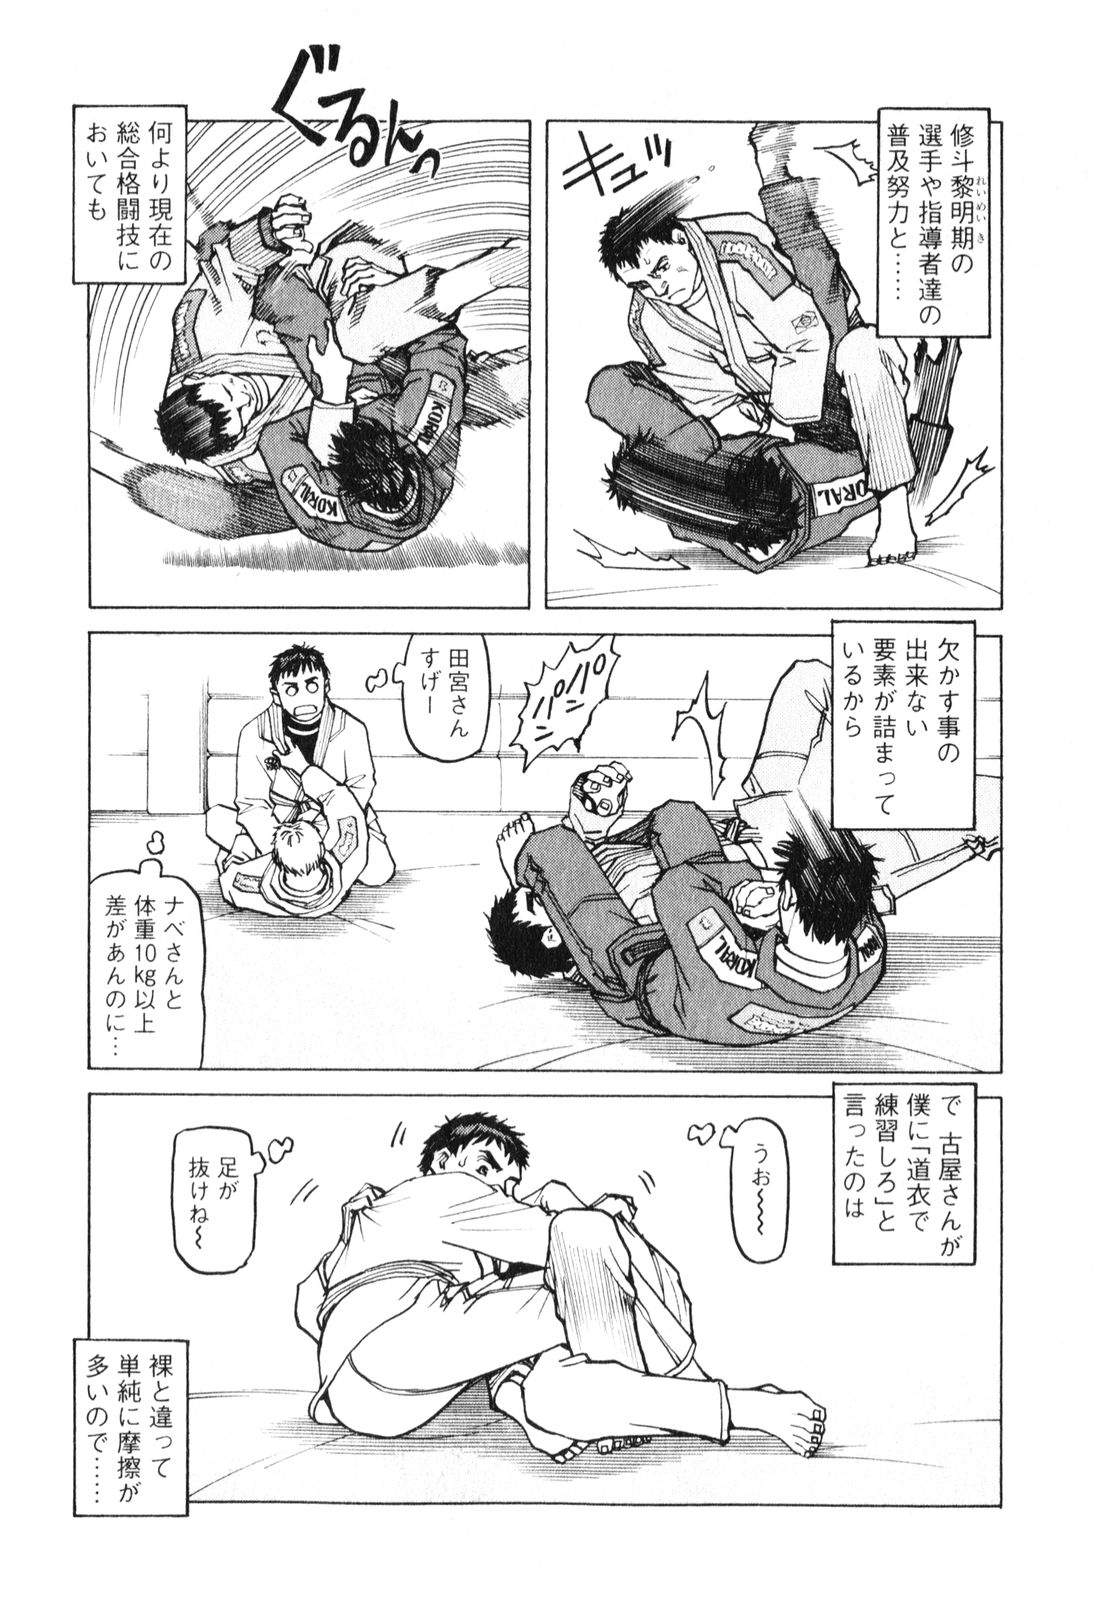 修斗黎明期の
れいめいき
選手や指導者達の
普及努力と……
キュッ
KORAL
何より現在の
総合格闘技に
おいても
ぐるんっ
KORAL
KORAL
欠かす事の
出来ない
要素が詰まって
いるから
パン
パン
パン
田宮さん
すげー
ナベさんと
体重10kg以上
差があんのに…
KORAL
KORAL
で 古屋さんが
僕に「道衣で
練習しろ」と
言ったのは
うお〜〜〜
足が
抜けね〜
裸と違って
単純に摩擦が
多いので……